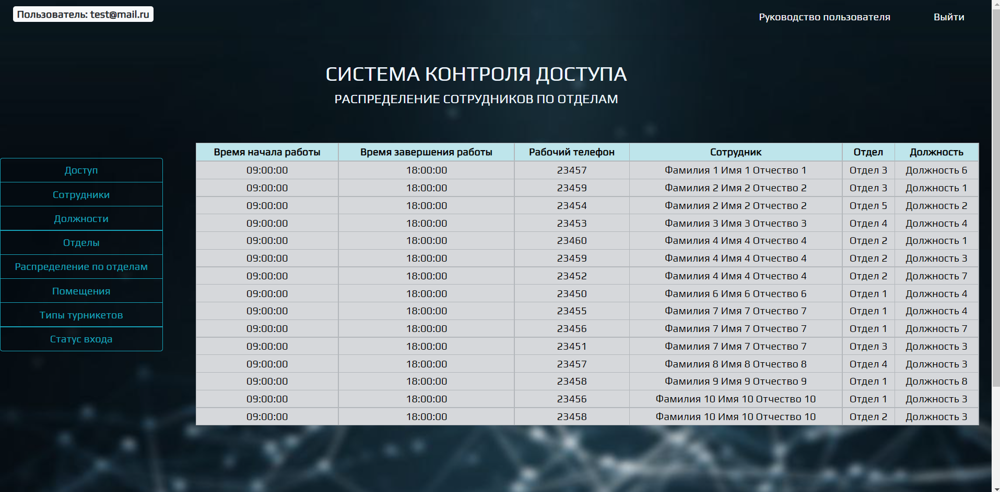 Пользователь: test@mail.ru
Руководство пользователя Выйти
СИСТЕМА КОНТРОЛЯ ДОСТУПА
РАСПРЕДЕЛЕНИЕ СОТРУДНИКОВ ПО ОТДЕЛАМ
Доступ
Сотрудники
Должности
Отделы
Распределение по отделам
Помещения
Типы турникетов
Статус входа
Время начала работы Время завершения работы Рабочий телефон Сотрудник Отдел Должность
09:00:00 18:00:00 23457 Фамилия 1 Имя 1 Отчество 1 Отдел 3 Должность 6
09:00:00 18:00:00 23459 Фамилия 2 Имя 2 Отчество 2 Отдел 3 Должность 1
09:00:00 18:00:00 23454 Фамилия 2 Имя 2 Отчество 2 Отдел 5 Должность 2
09:00:00 18:00:00 23453 Фамилия 3 Имя 3 Отчество 3 Отдел 4 Должность 4
09:00:00 18:00:00 23460 Фамилия 4 Имя 4 Отчество 4 Отдел 2 Должность 1
09:00:00 18:00:00 23459 Фамилия 4 Имя 4 Отчество 4 Отдел 2 Должность 3
09:00:00 18:00:00 23452 Фамилия 4 Имя 4 Отчество 4 Отдел 2 Должность 7
09:00:00 18:00:00 23450 Фамилия 6 Имя 6 Отчество 6 Отдел 1 Должность 4
09:00:00 18:00:00 23455 Фамилия 7 Имя 7 Отчество 7 Отдел 1 Должность 4
09:00:00 18:00:00 23456 Фамилия 7 Имя 7 Отчество 7 Отдел 1 Должность 7
09:00:00 18:00:00 23451 Фамилия 7 Имя 7 Отчество 7 Отдел 3 Должность 3
09:00:00 18:00:00 23457 Фамилия 8 Имя 8 Отчество 8 Отдел 4 Должность 3
09:00:00 18:00:00 23458 Фамилия 9 Имя 9 Отчество 9 Отдел 1 Должность 8
09:00:00 18:00:00 23456 Фамилия 10 Имя 10 Отчество 10 Отдел 1 Должность 3
09:00:00 18:00:00 23458 Фамилия 10 Имя 10 Отчество 10 Отдел 2 Должность 3